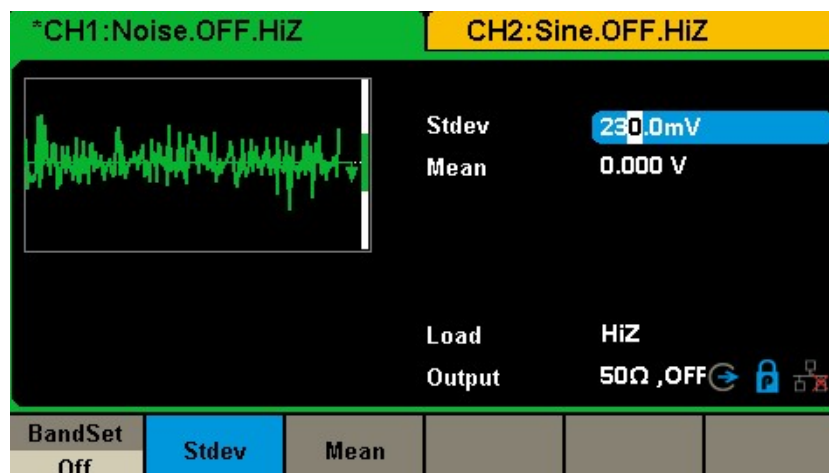 *CH1:Noise.OFF.HiZ
CH2:Sine.OFF.HiZ
Stdev 230.0mV
Mean 0.000 V
Load HiZ
Output 50Ω ,OFF
P
BandSet
Off
Stdev
Mean